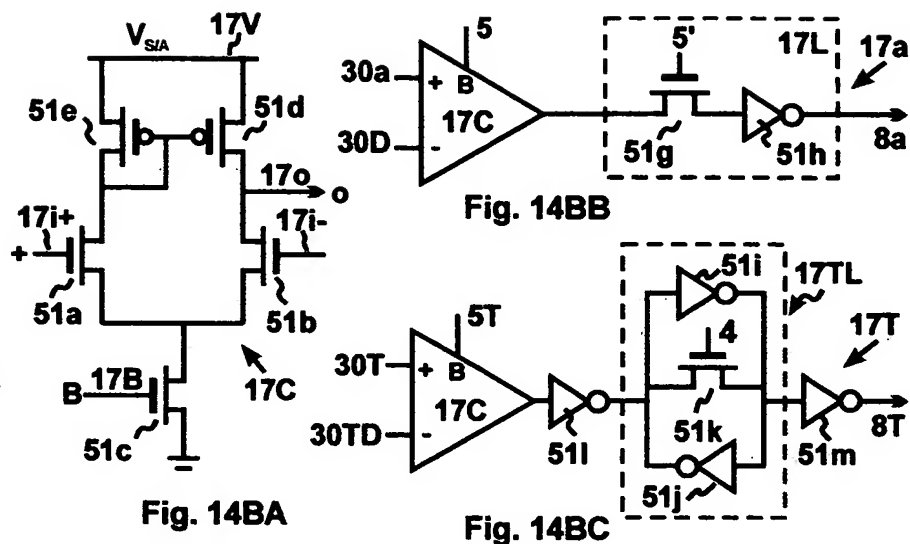 V S/A
17V
51e
51d
17o
o
17i+
+
17i-
51a
51b
B
17B
17C
51c
Fig. 14BA
5
30a
+
B
17C
30D
-
5'
17L
17a
51g
51h
8a
Fig. 14BB
5T
30T
+
B
17C
30TD
-
51l
51i
17TL
4
17T
51k
51j
51m
8T
Fig. 14BC